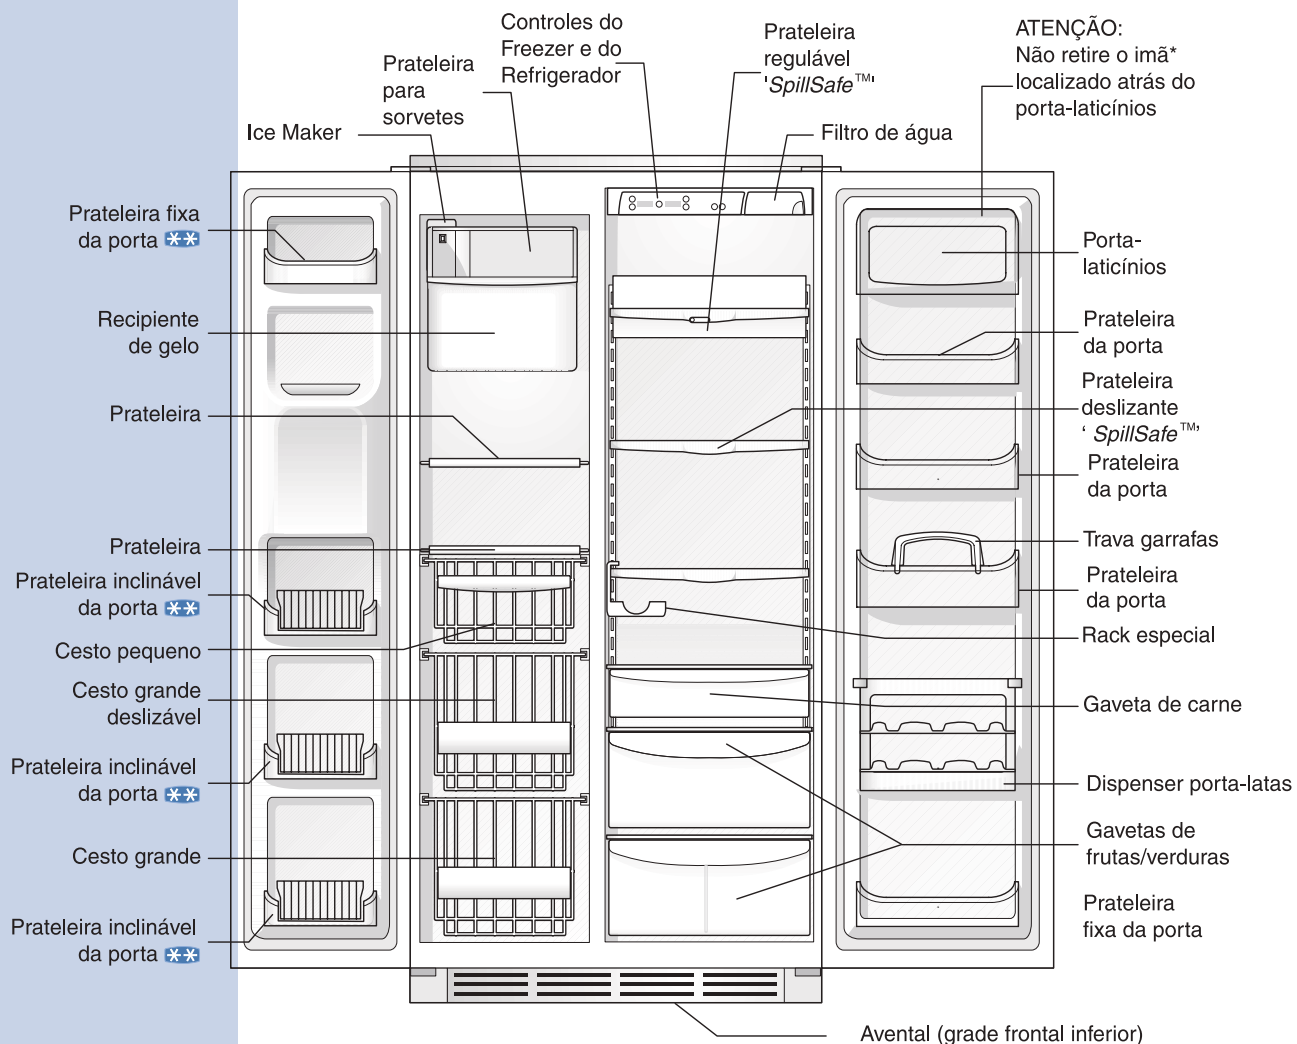 Controles do
Freezer e do
Refrigerador
Prateleira
para
sorvetes
Ice Maker
Prateleira
regulável
'SpillSafe™'
Filtro de água
ATENÇÃO:
Não retire o imã*
localizado atrás do
porta-laticínios
Prateleira fixa
da porta **
Recipiente
de gelo
Prateleira
Prateleira
Prateleira inclinável
da porta **
Cesto pequeno
Cesto grande
deslizável
Prateleira inclinável
da porta **
Cesto grande
Prateleira inclinável
da porta **
Porta-
laticínios
Prateleira
da porta
Prateleira
deslizante
‘ SpillSafe™’
Prateleira
da porta
Trava garrafas
Prateleira
da porta
Rack especial
Gaveta de carne
Dispenser porta-latas
Gavetas de
frutas/verduras
Prateleira
fixa da porta
Avental (grade frontal inferior)